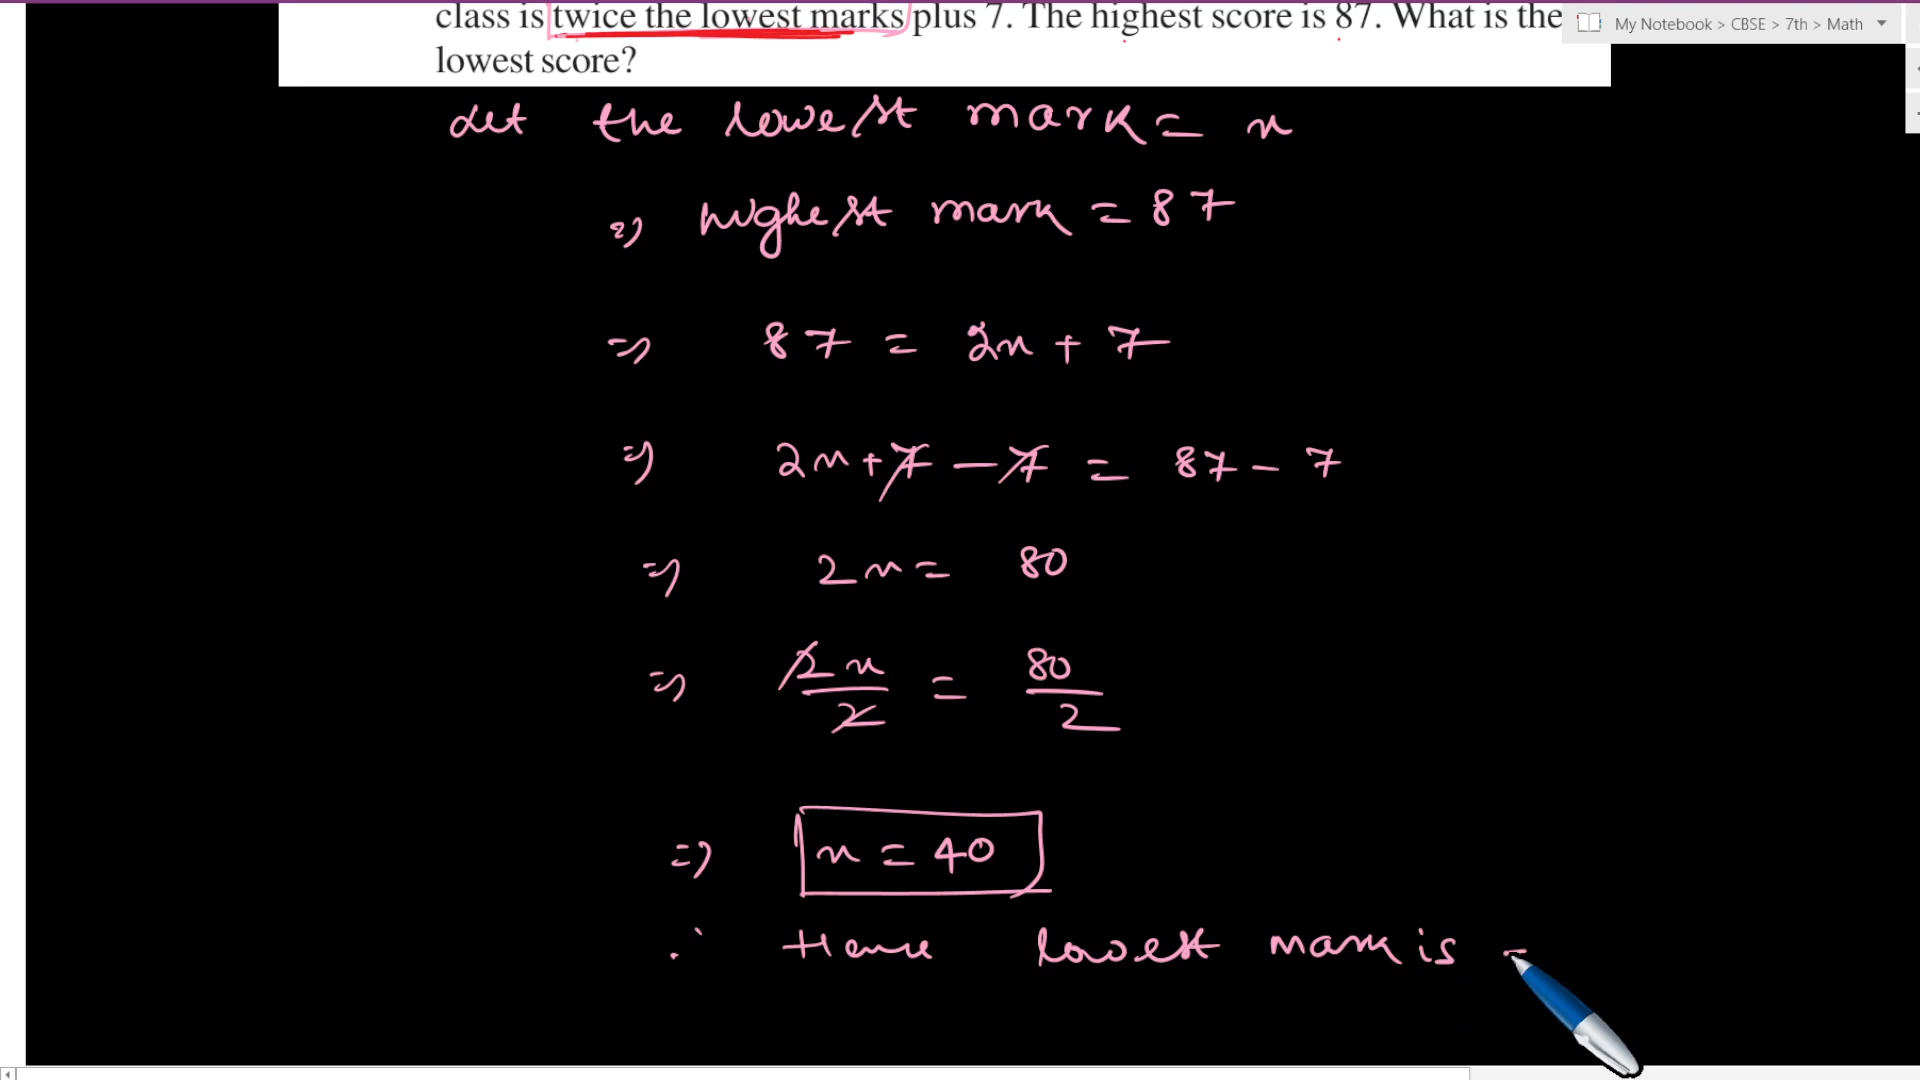 class is twice the lowest marks plus 7. The highest score is 87. What is the
My Notebook > CBSE > 7th > Math
lowest score?
Let the lowest mark = x
⇒ highest mark = 87
⇒ 87 = 2x + 7
⇒ 2x + 7 - 7 = 87 - 7
⇒ 2x = 80
⇒ 2x/2 = 80/2
⇒ x = 40
∴ Hence lowest mark is